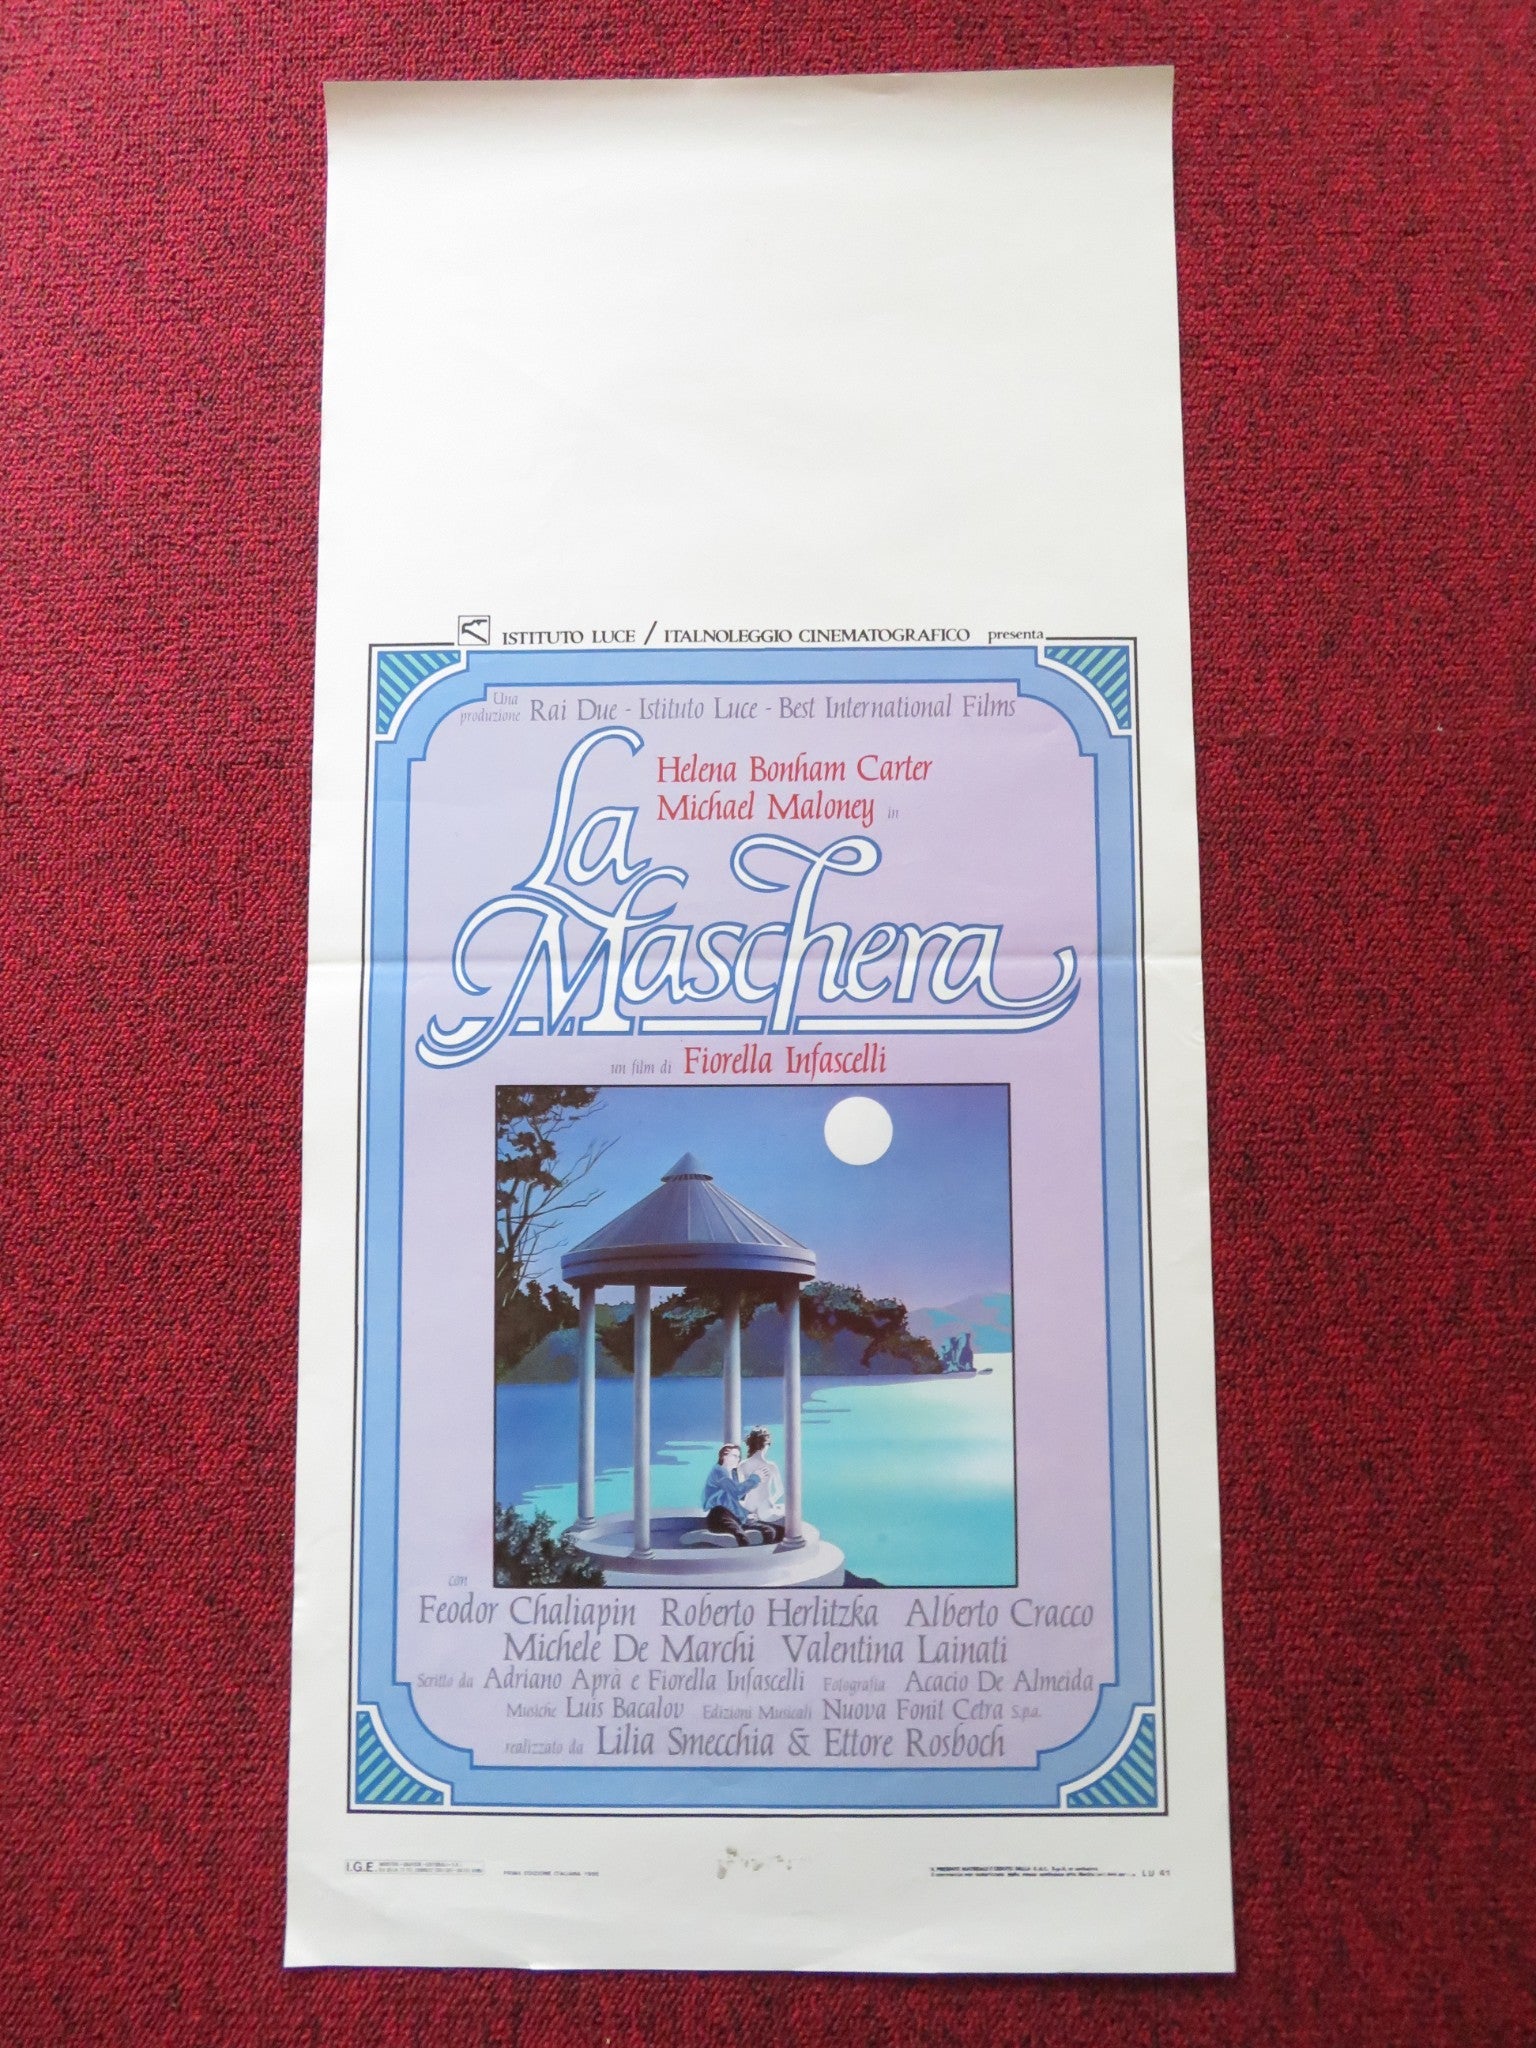 ISTITUTO LUCE / ITALNOLEGGIO CINEMATOGRAFICO presenta
Una produzione Rai Due - Istituto Luce - Best International Films
Helena Bonham Carter
Michael Maloney in
La Maschera
un film di Fiorella Infascelli
con
Feodor Chaliapin Roberto Herlitzka Alberto Cracco
Michele De Marchi Valentina Lainati
Scritto da Adriano Aprà e Fiorella Infascelli Fotografia Acacio De Almeida
Musiche Luis Bacalov Edizioni Musicali Nuova Fonit Cetra S.p.a.
realizzato da Lilia Smecchia & Ettore Rosboch
I.G.E.
PRIMA EDIZIONE ITALIANA